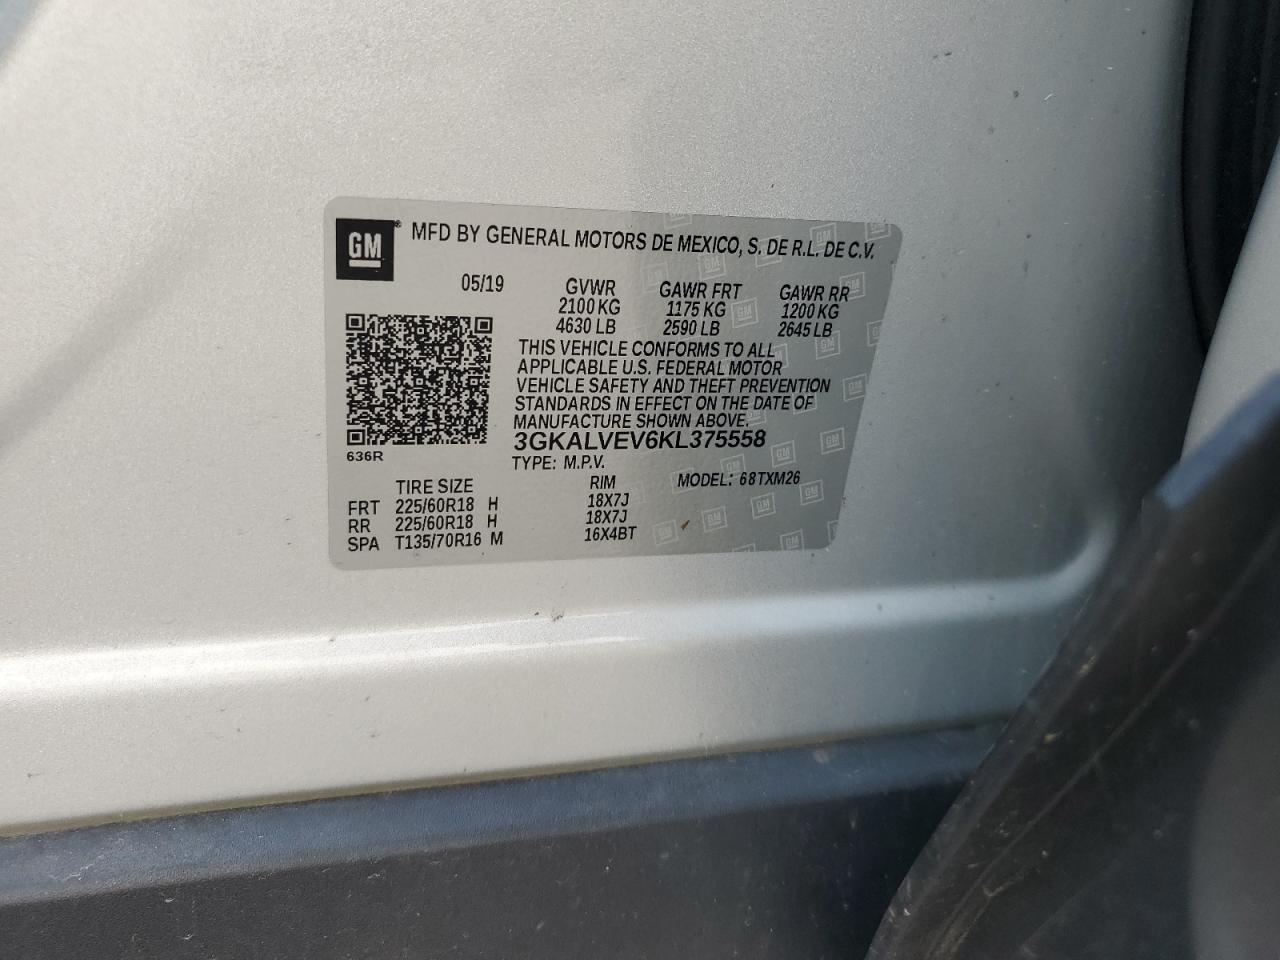 GM
MFD BY GENERAL MOTORS DE MEXICO, S. DE R.L. DE C.V.
05/19 GVWR GAWR FRT GAWR RR
2100 KG 1175 KG 1200 KG
4630 LB 2590 LB 2645 LB
THIS VEHICLE CONFORMS TO ALL
APPLICABLE U.S. FEDERAL MOTOR
VEHICLE SAFETY AND THEFT PREVENTION
STANDARDS IN EFFECT ON THE DATE OF
MANUFACTURE SHOWN ABOVE.
3GKALVEV6KL375558
636R
TYPE: M.P.V. MODEL: 68TXM26
TIRE SIZE RIM
FRT 225/60R18 H 18X7J
RR 225/60R18 H 18X7J
SPA T135/70R16 M 16X4BT